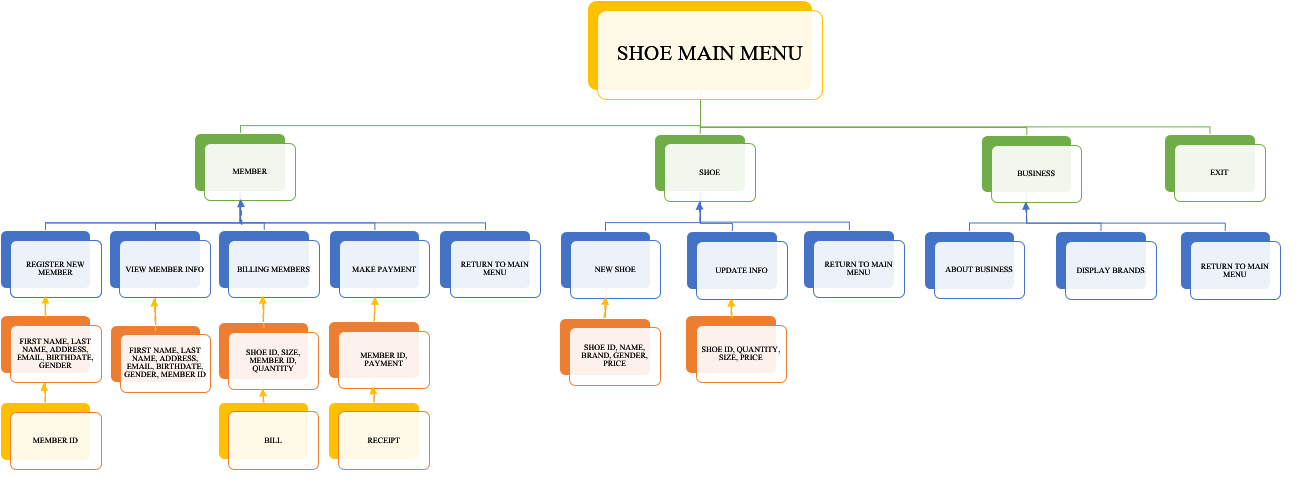 SHOE MAIN MENU
MEMBER
SHOE
BUSINESS
EXIT
REGISTER NEW
MEMBER
VIEW MEMBER INFO
BILLING MEMBERS
MAKE PAYMENT
RETURN TO MAIN
MENU
NEW SHOE
UPDATE INFO
RETURN TO MAIN
MENU
ABOUT BUSINESS
DISPLAY BRANDS
RETURN TO MAIN
MENU
FIRST NAME, LAST
NAME, ADDRESS,
EMAIL, BIRTHDATE,
GENDER
FIRST NAME, LAST
NAME, ADDRESS,
EMAIL, BIRTHDATE,
GENDER, MEMBER ID
SHOE ID, SIZE,
MEMBER ID,
QUANTITY
MEMBER ID,
PAYMENT
SHOE ID, NAME,
BRAND, GENDER,
PRICE
SHOE ID, QUANTITY,
SIZE, PRICE
MEMBER ID
BILL
RECEIPT